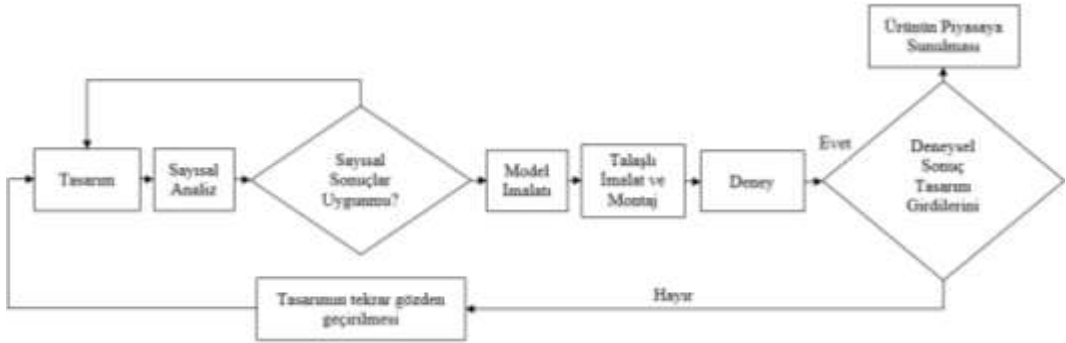 Ürünün Piyasaya
Sunulması
Tasarım
Sayısal
Analiz
Sayısal
Sonuçlar
Uygunmu?
Model
İmalatı
Talaşlı
İmalat ve
Montaj
Deney
Evet
Deneysel
Sonuç
Tasarım
Girdilerini
Hayır
Tasarımın tekrar gözden
geçirilmesi